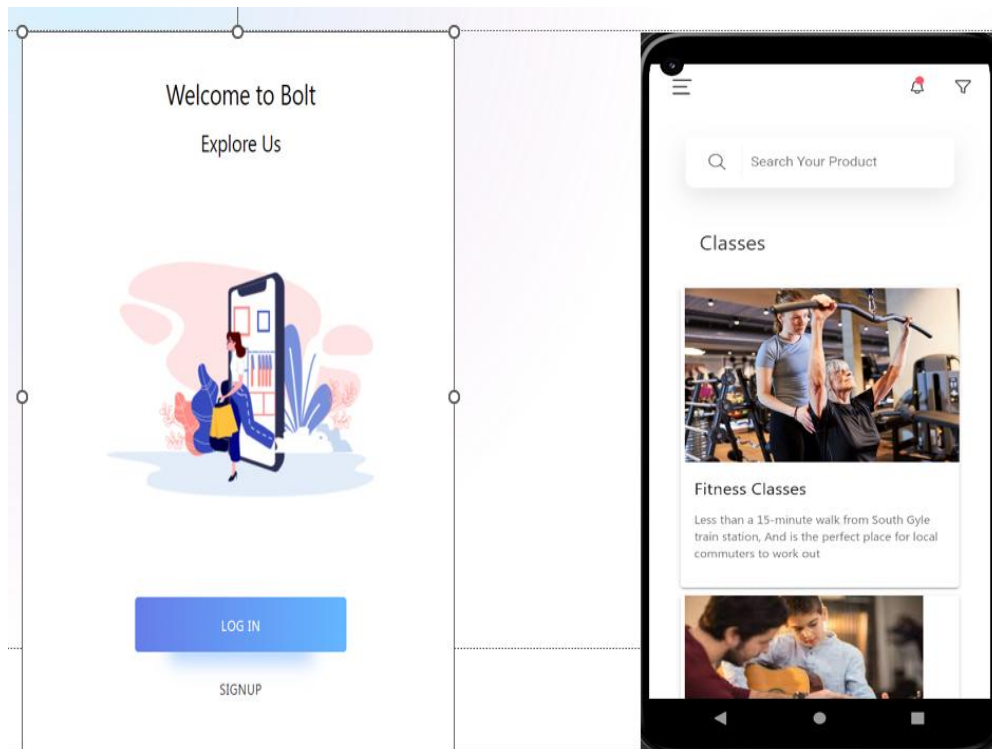 Welcome to Bolt
Explore Us
LOG IN
SIGNUP
Search Your Product
Classes
Fitness Classes
Less than a 15-minute walk from South Gyle
train station, And is the perfect place for local
commuters to work out